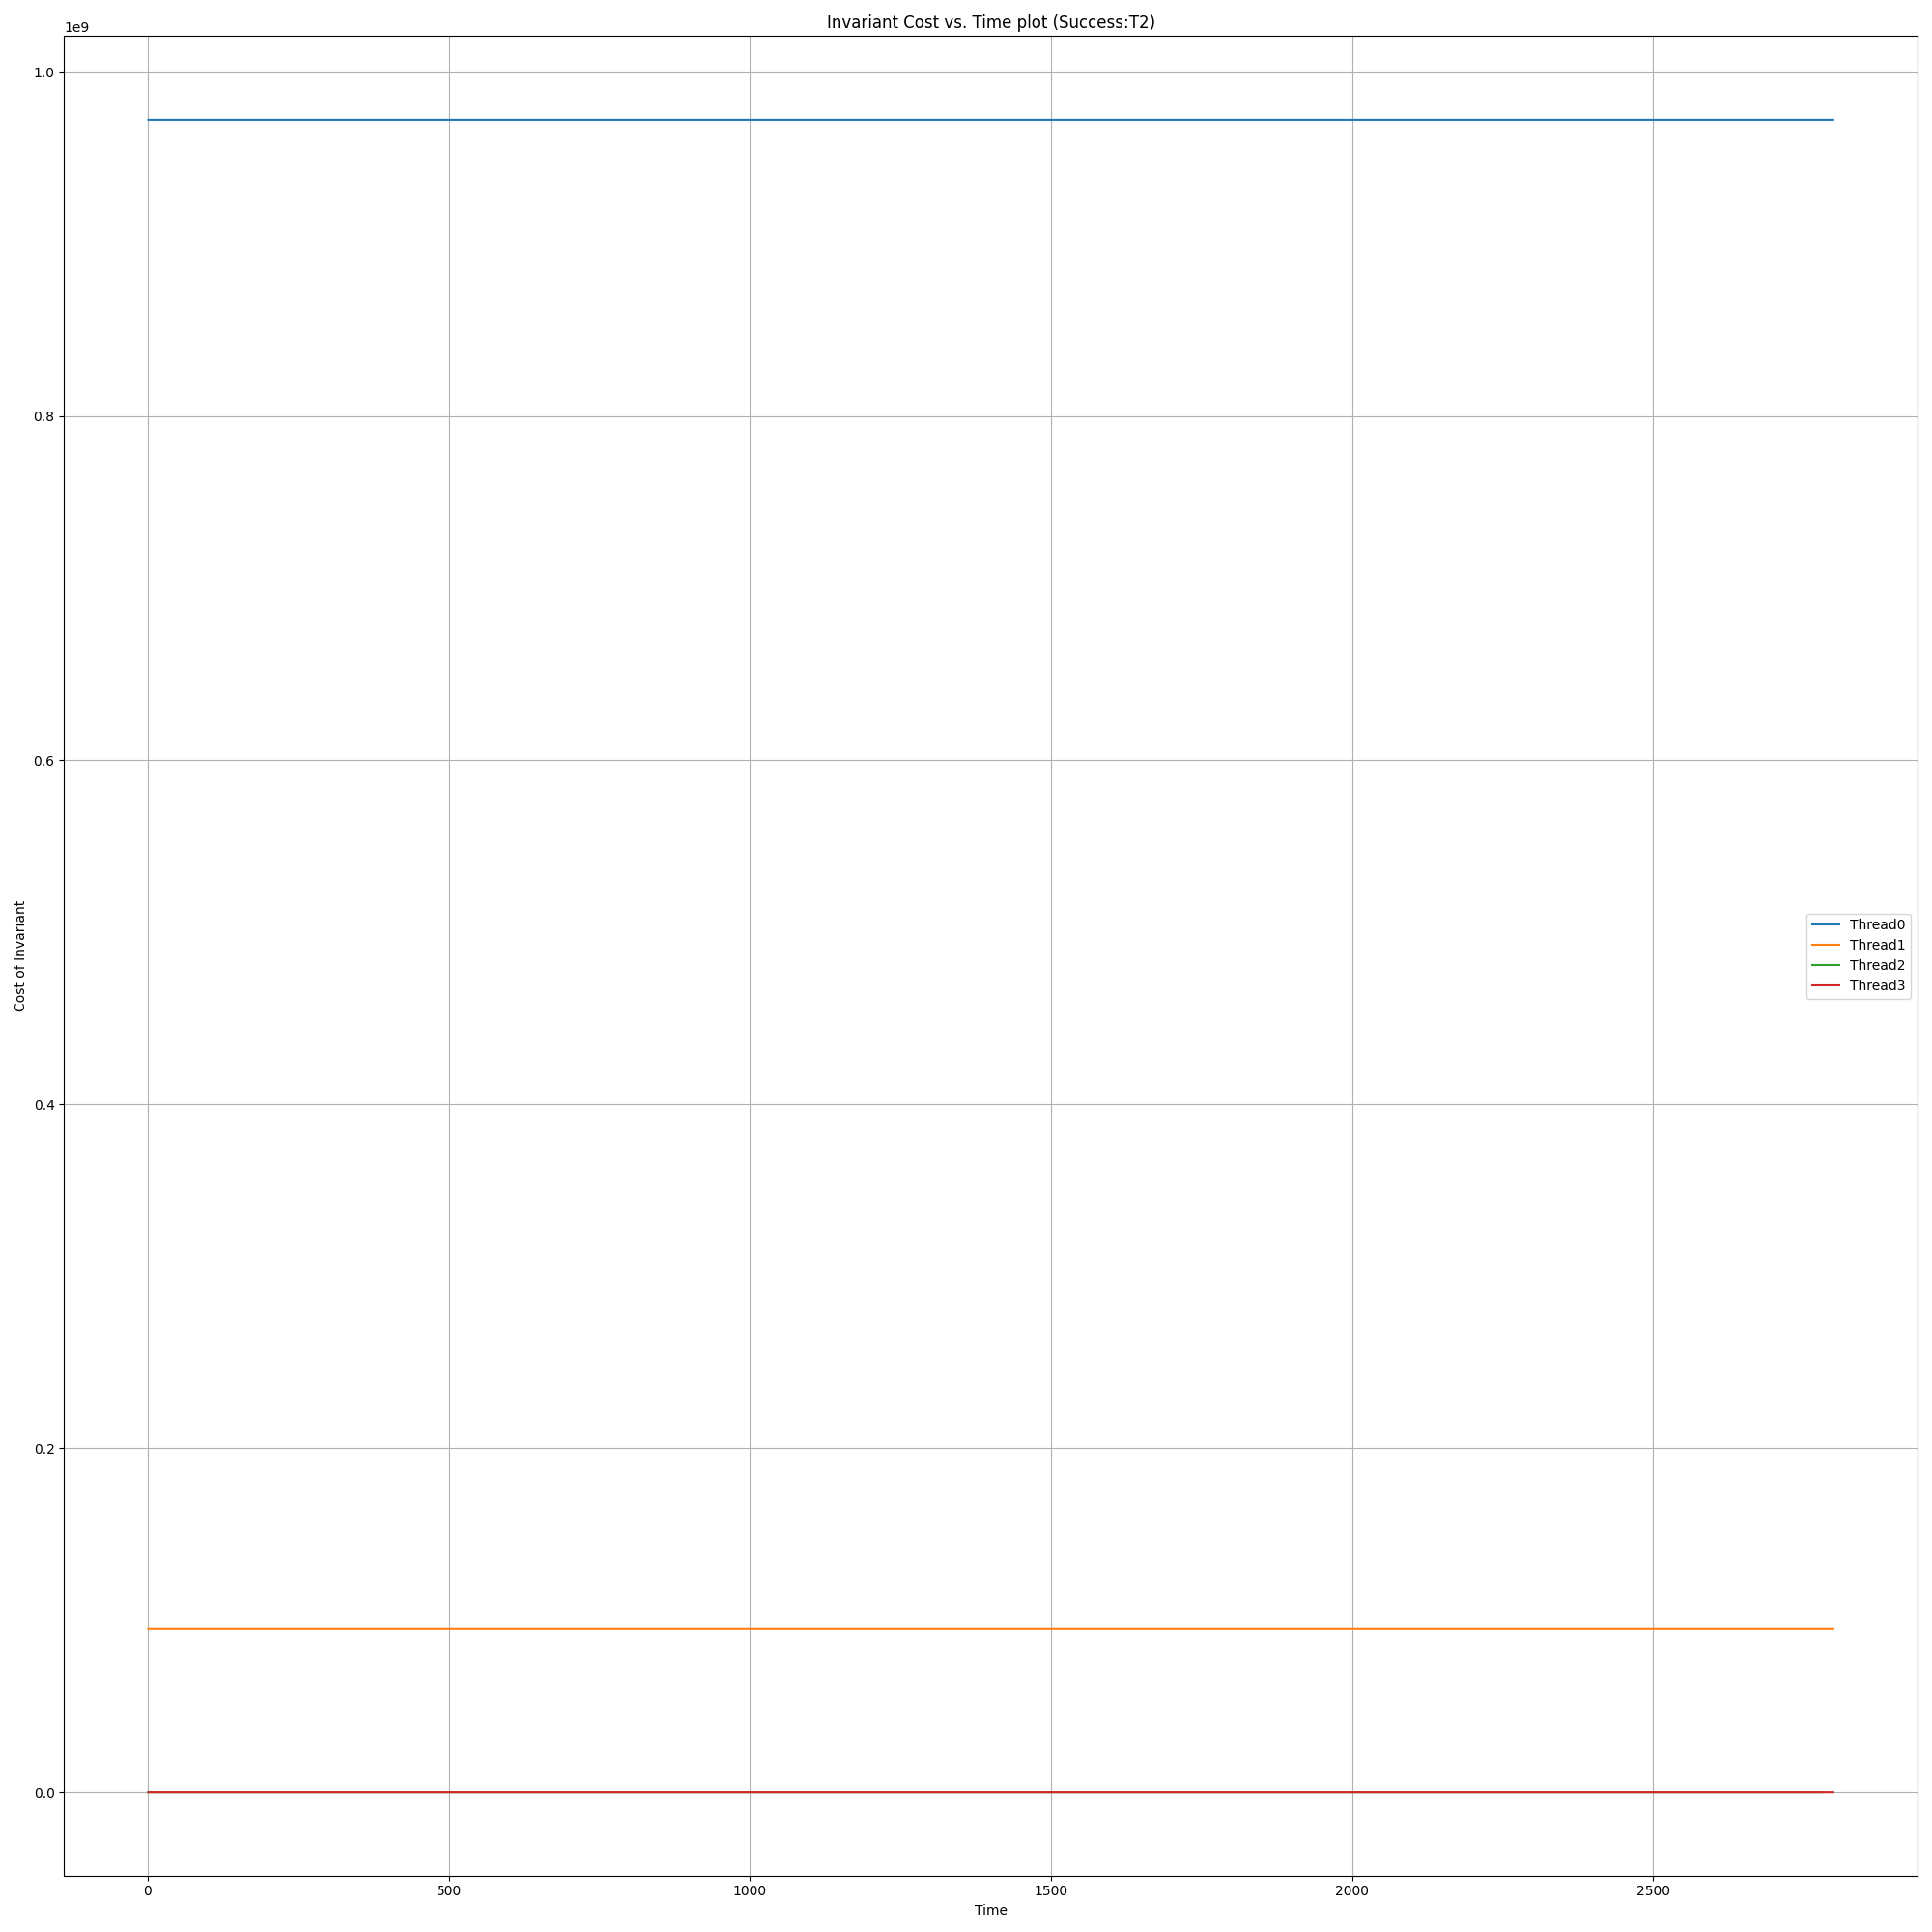 Invariant Cost vs. Time plot (Success:T2)
1e9
1.0
0.8
0.6
0.4
0.2
0.0
Cost of Invariant
Thread0
Thread1
Thread2
Thread3
0 500 1000 1500 2000 2500
Time